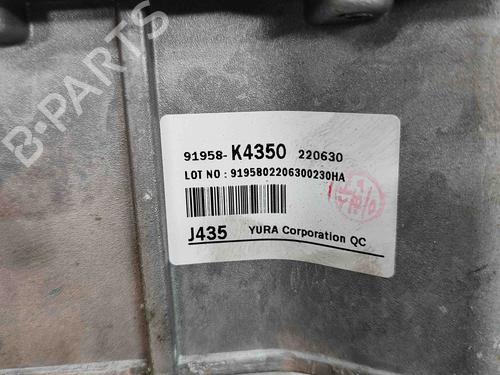 B-PARTS
91958-K4350 220630
LOT NO : 9195802206300230HA
J435 YURA Corporation QC